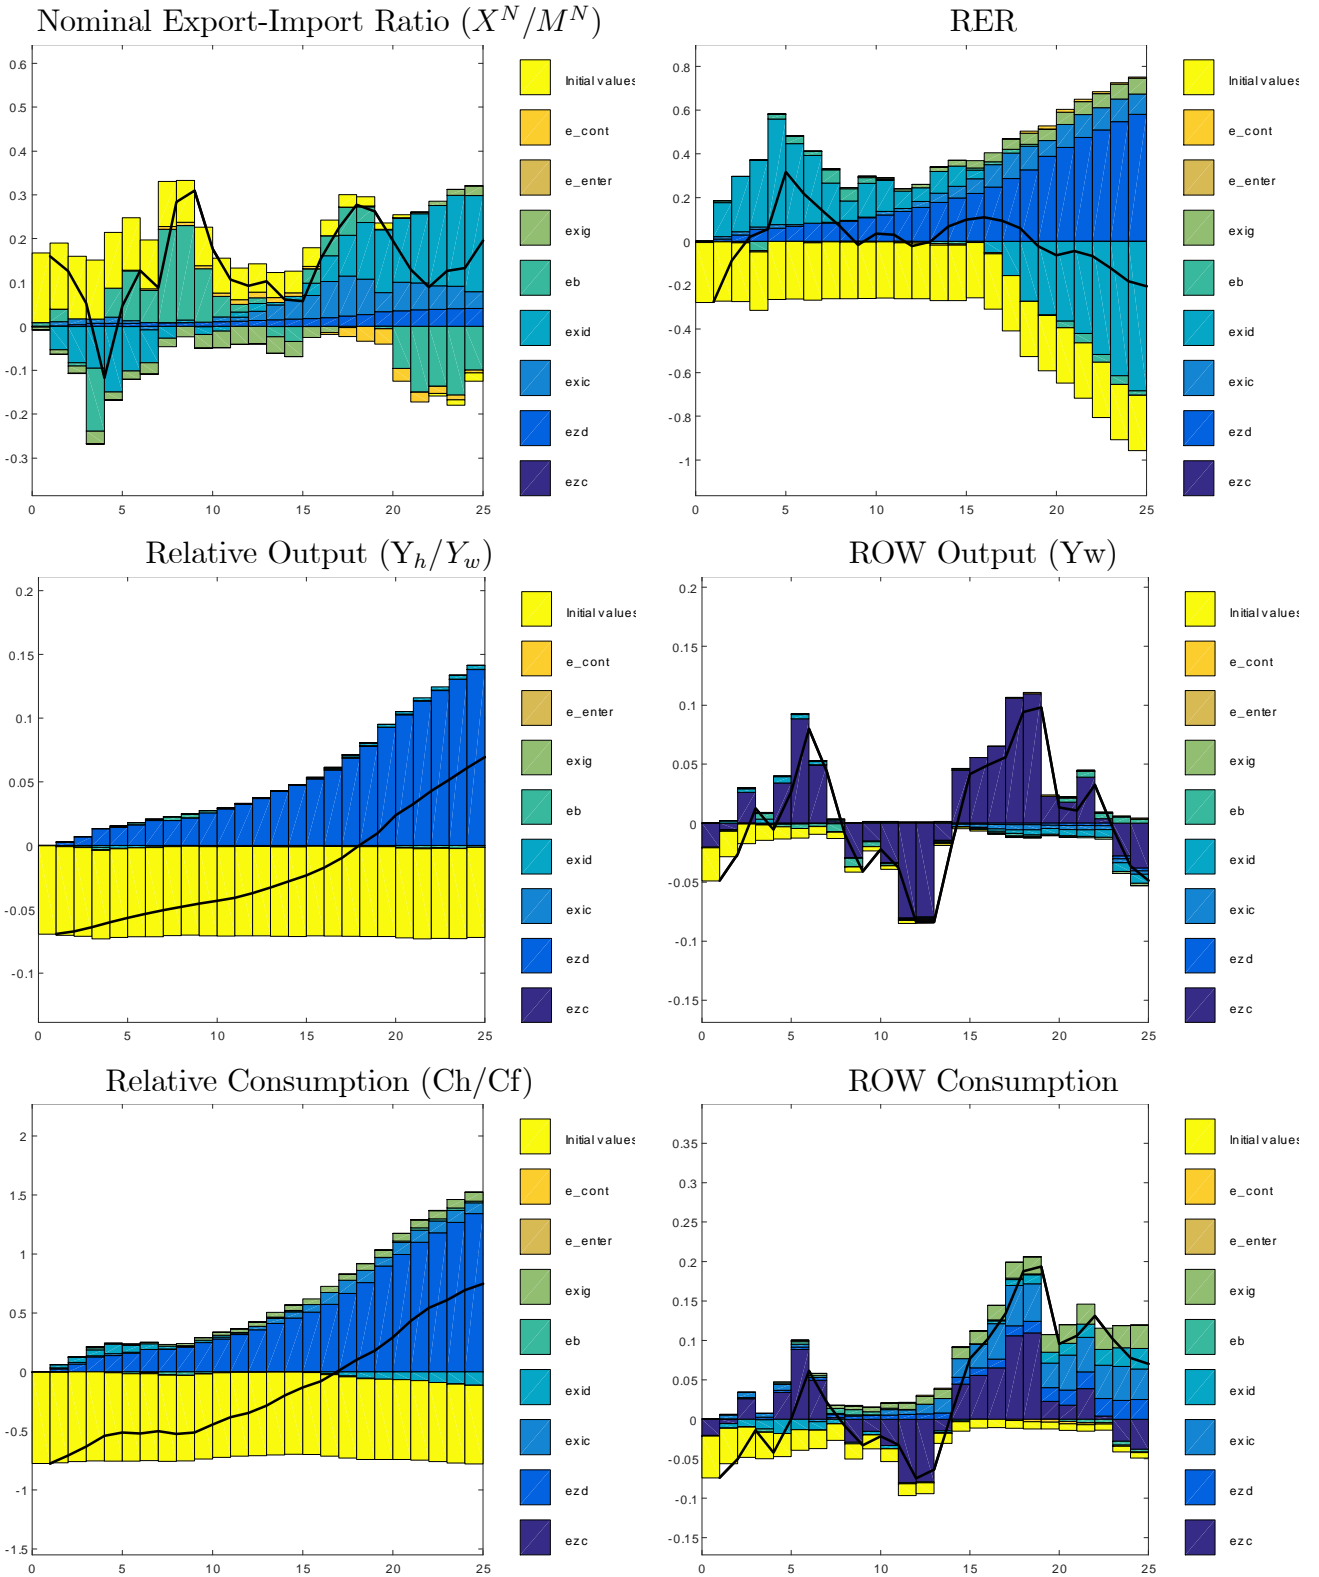 Nominal Export-Import Ratio (X^N/M^N)
0.6
0.5
0.4
0.3
0.2
0.1
0
-0.1
-0.2
-0.3
0 5 10 15 20 25
Initial values
e_cont
e_enter
exig
eb
exid
exic
ezd
ezc
RER
0.8
0.6
0.4
0.2
0
-0.2
-0.4
-0.6
-0.8
-1
0 5 10 15 20 25
Initial values
e_cont
e_enter
exig
eb
exid
exic
ezd
ezc
Relative Output (Y_h/Y_w)
0.2
0.15
0.1
0.05
0
-0.05
-0.1
0 5 10 15 20 25
Initial values
e_cont
e_enter
exig
eb
exid
exic
ezd
ezc
ROW Output (Yw)
0.2
0.15
0.1
0.05
0
-0.05
-0.1
-0.15
0 5 10 15 20 25
Initial values
e_cont
e_enter
exig
eb
exid
exic
ezd
ezc
Relative Consumption (Ch/Cf)
2
1.5
1
0.5
0
-0.5
-1
-1.5
0 5 10 15 20 25
Initial values
e_cont
e_enter
exig
eb
exid
exic
ezd
ezc
ROW Consumption
0.35
0.3
0.25
0.2
0.15
0.1
0.05
0
-0.05
-0.1
-0.15
0 5 10 15 20 25
Initial values
e_cont
e_enter
exig
eb
exid
exic
ezd
ezc